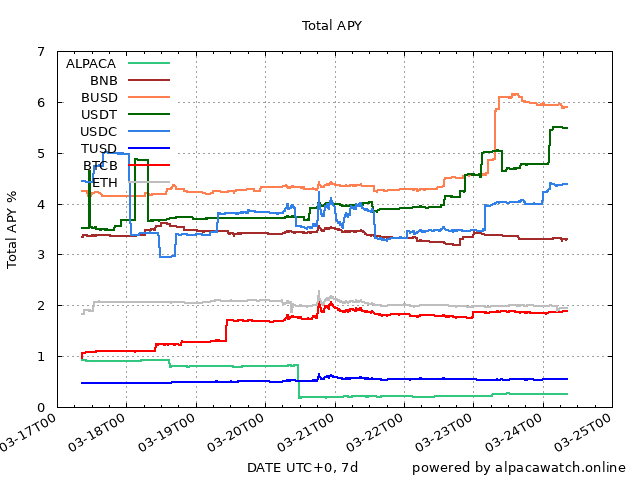 Total APY
Total APY %
7
6
5
4
3
2
1
0
ALPACA
BNB
BUSD
USDT
USDC
TUSD
BTCB
ETH
03-17T00
03-18T00
03-19T00
03-20T00
03-21T00
03-22T00
03-23T00
03-24T00
03-25T00
DATE UTC+0, 7d
powered by alpacawatch.online